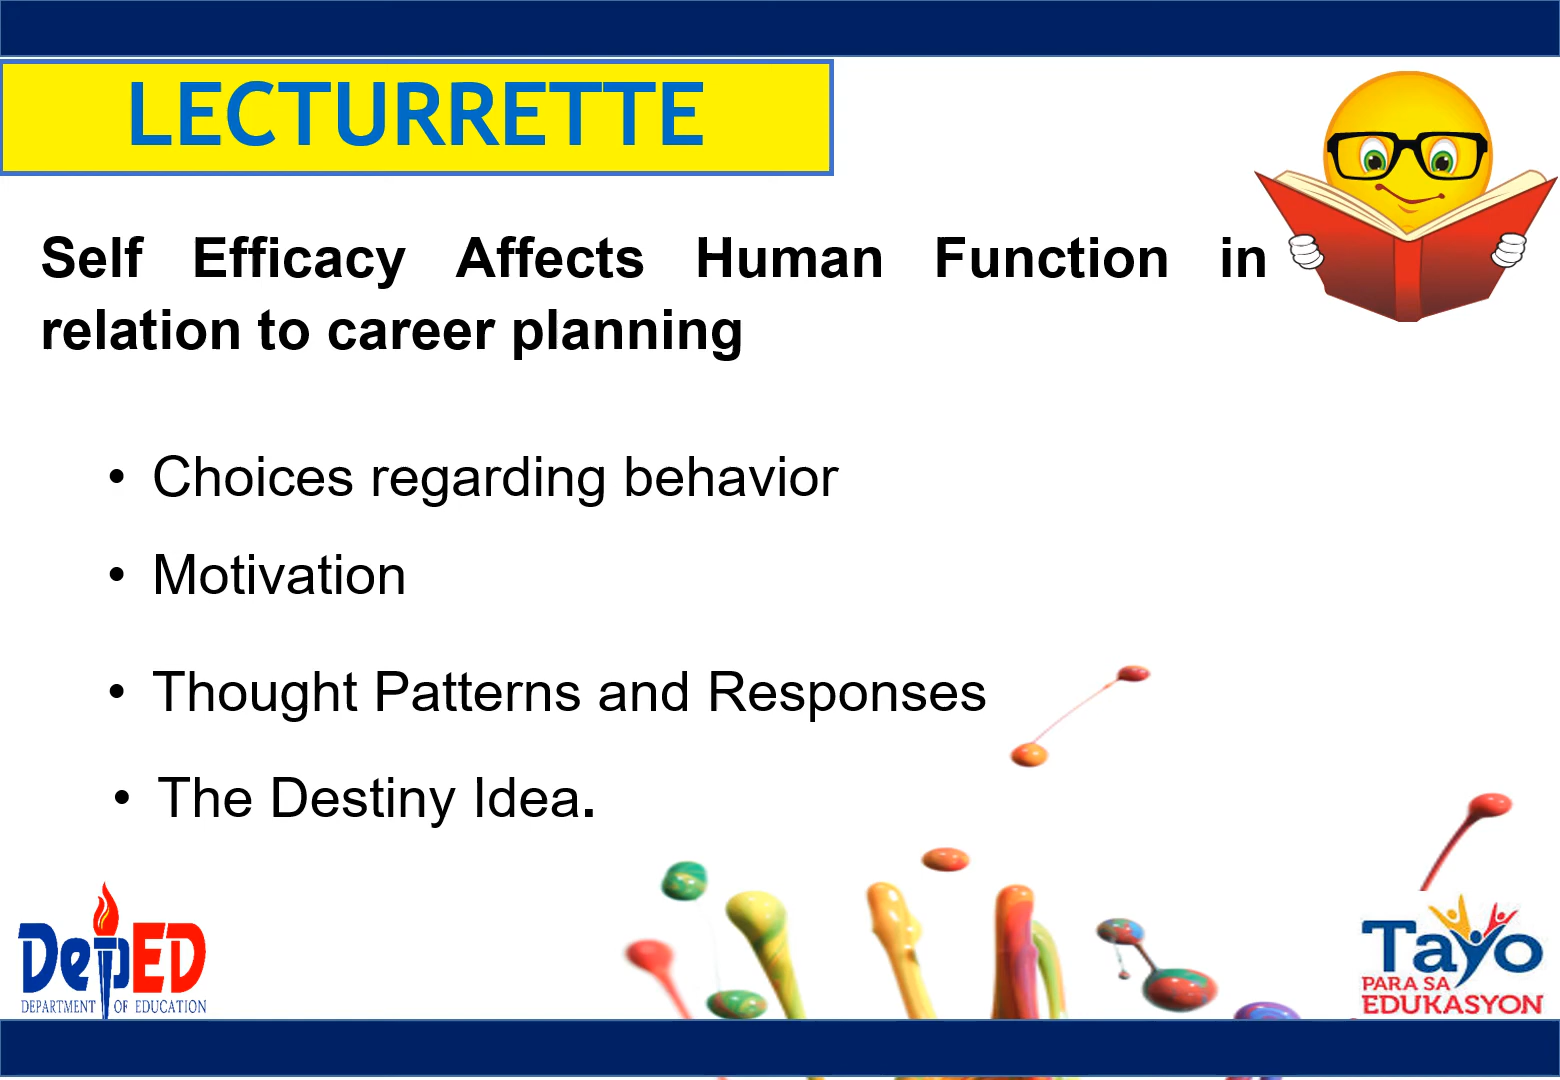 LECTURRETTE
Self Efficacy Affects Human Function in
relation to career planning
• Choices regarding behavior
• Motivation
• Thought Patterns and Responses
• The Destiny Idea.
DepED
DEPARTMENT OF EDUCATION
Tayo
PARA SA
EDUKASYON